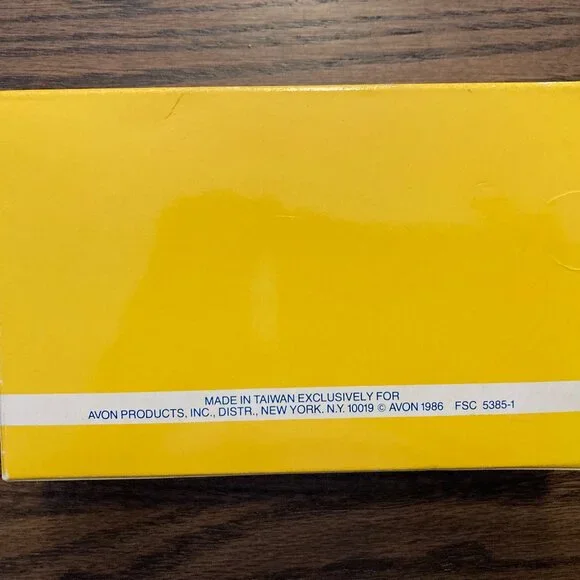 MADE IN TAIWAN EXCLUSIVELY FOR
AVON PRODUCTS, INC., DISTR., NEW YORK. N.Y. 10019 © AVON 1986 FSC 5385-1